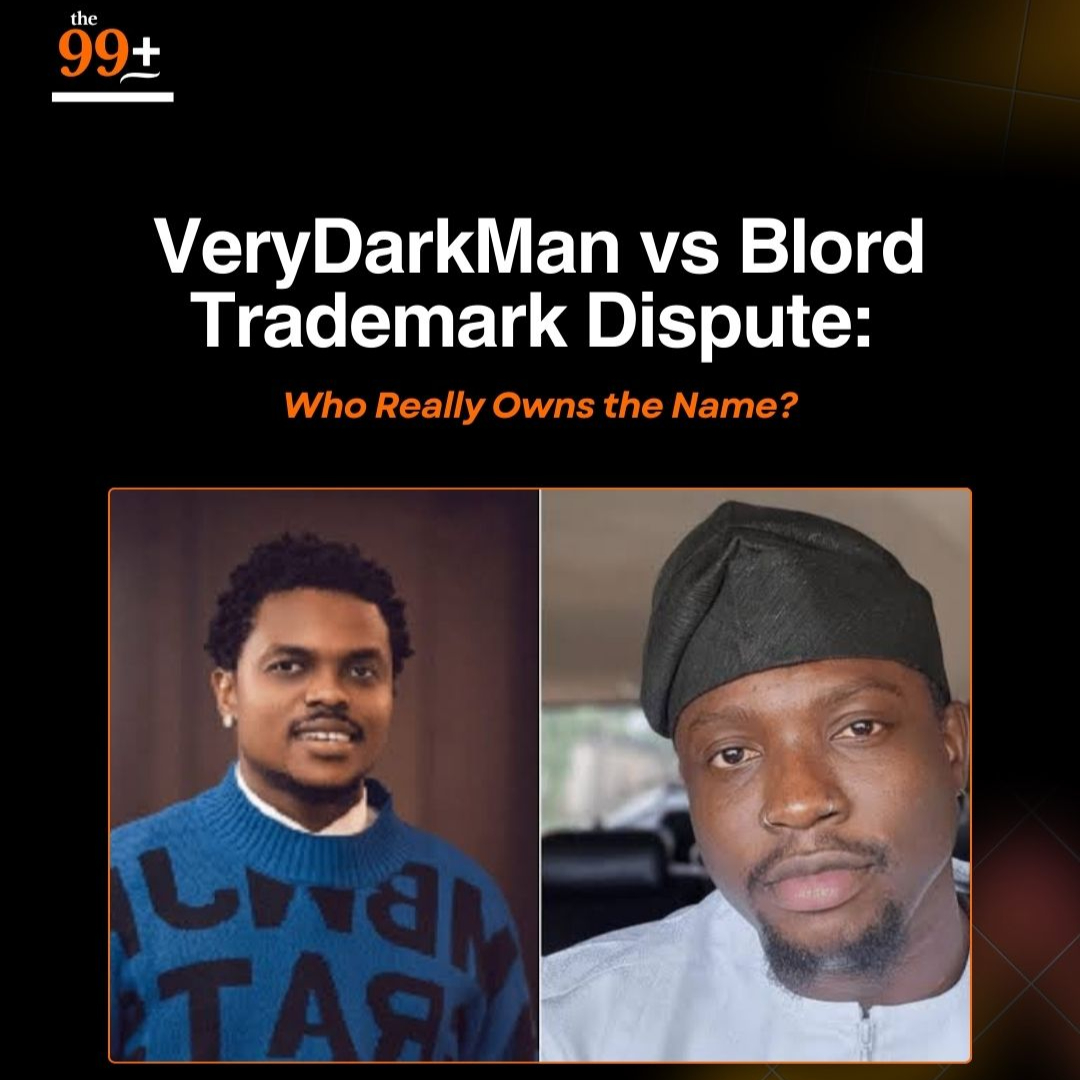 the
99+
VeryDarkMan vs Blord
Trademark Dispute:
Who Really Owns the Name?